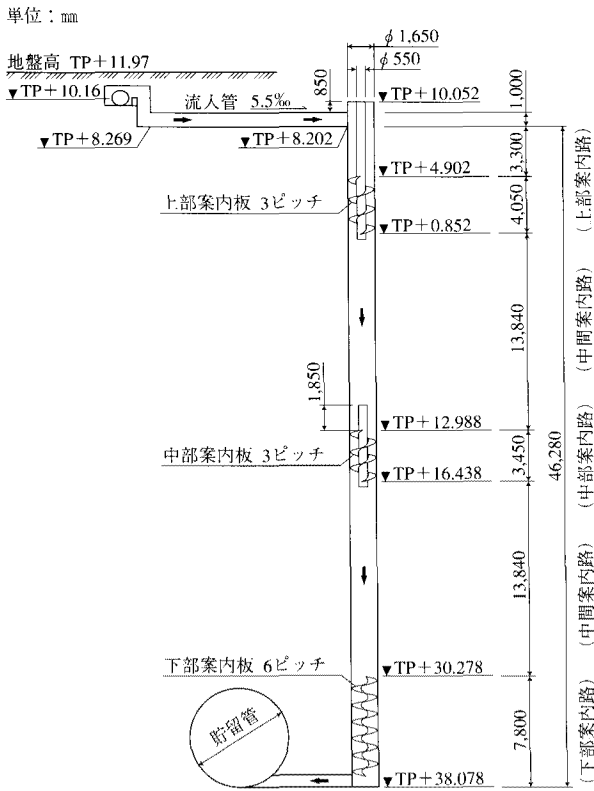 単位：㎜
地盤高 TP＋11.97
▼TP＋10.16
流入管 5.5‰
▼TP＋8.269
▼TP＋8.202
φ1,650
φ550
850
▼TP＋10.052
1,000
3,300
▼TP＋4.902
(上部案内路)
4,050
上部案内板 3ピッチ
▼TP＋0.852
13,840
(中間案内路)
1,850
▼TP＋12.988
中部案内板 3ピッチ
3,450
(中部案内路)
46,280
▼TP＋16.438
13,840
(中間案内路)
下部案内板 6ピッチ
▼TP＋30.278
貯留管
7,800
(下部案内路)
▼TP＋38.078